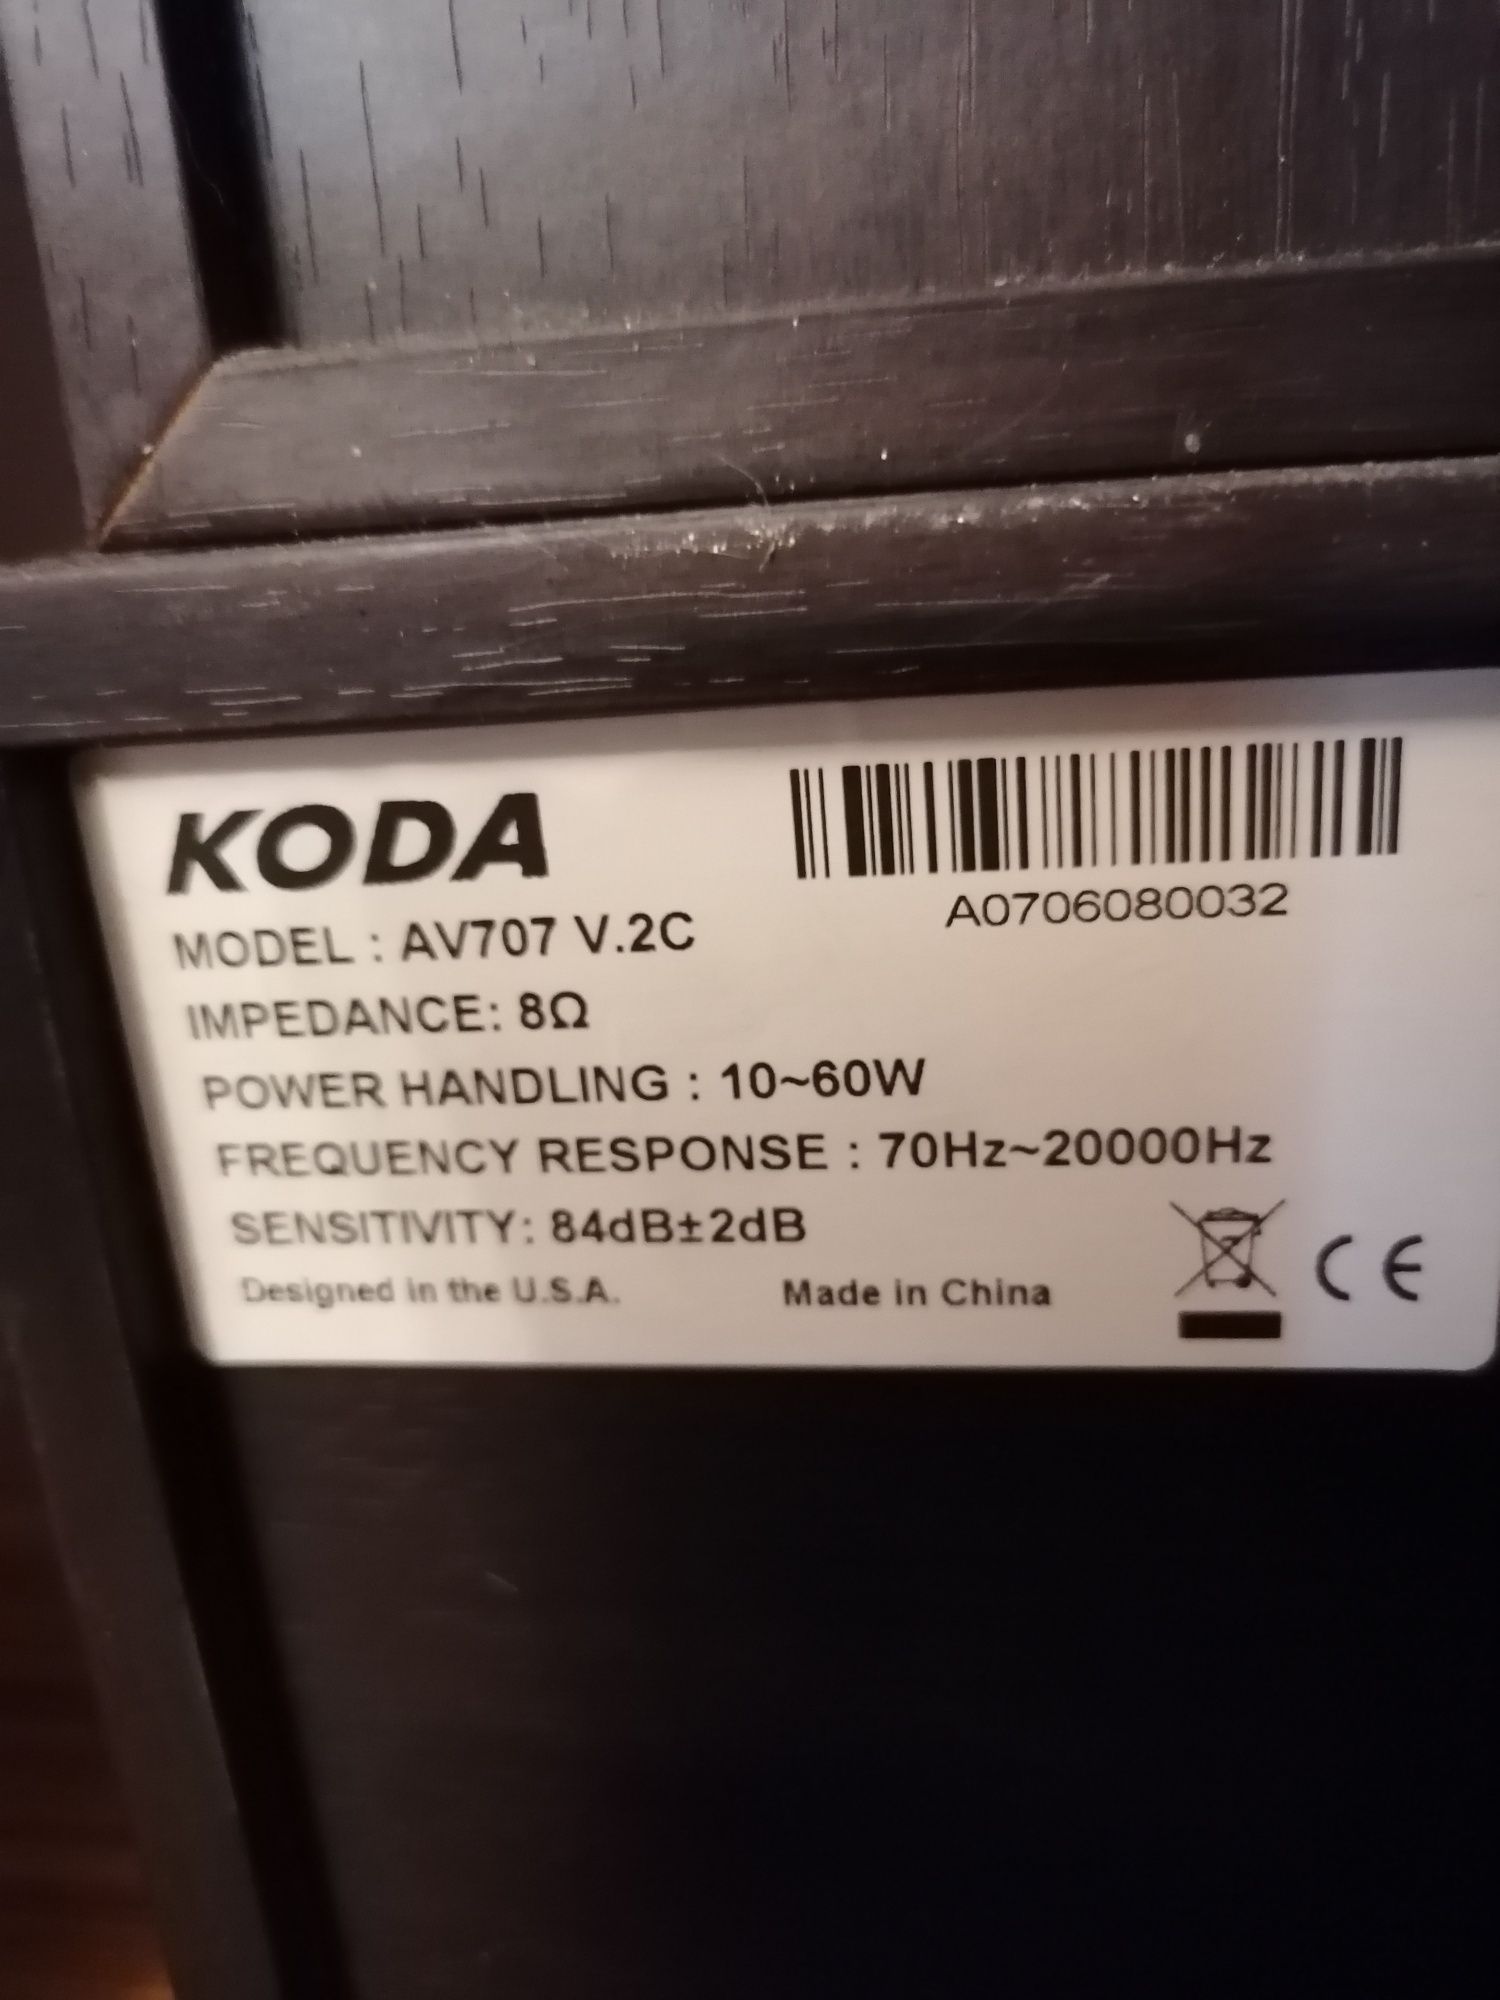 KODA
A0706080032
MODEL : AV707 V.2C
IMPEDANCE: 8Ω
POWER HANDLING : 10~60W
FREQUENCY RESPONSE : 70Hz~20000Hz
SENSITIVITY: 84dB±2dB
Designed in the U.S.A. Made in China
CE